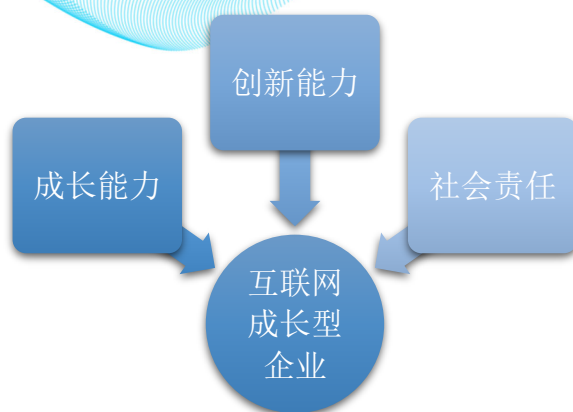 创新能力
成长能力
社会责任
互联网
成长型
企业